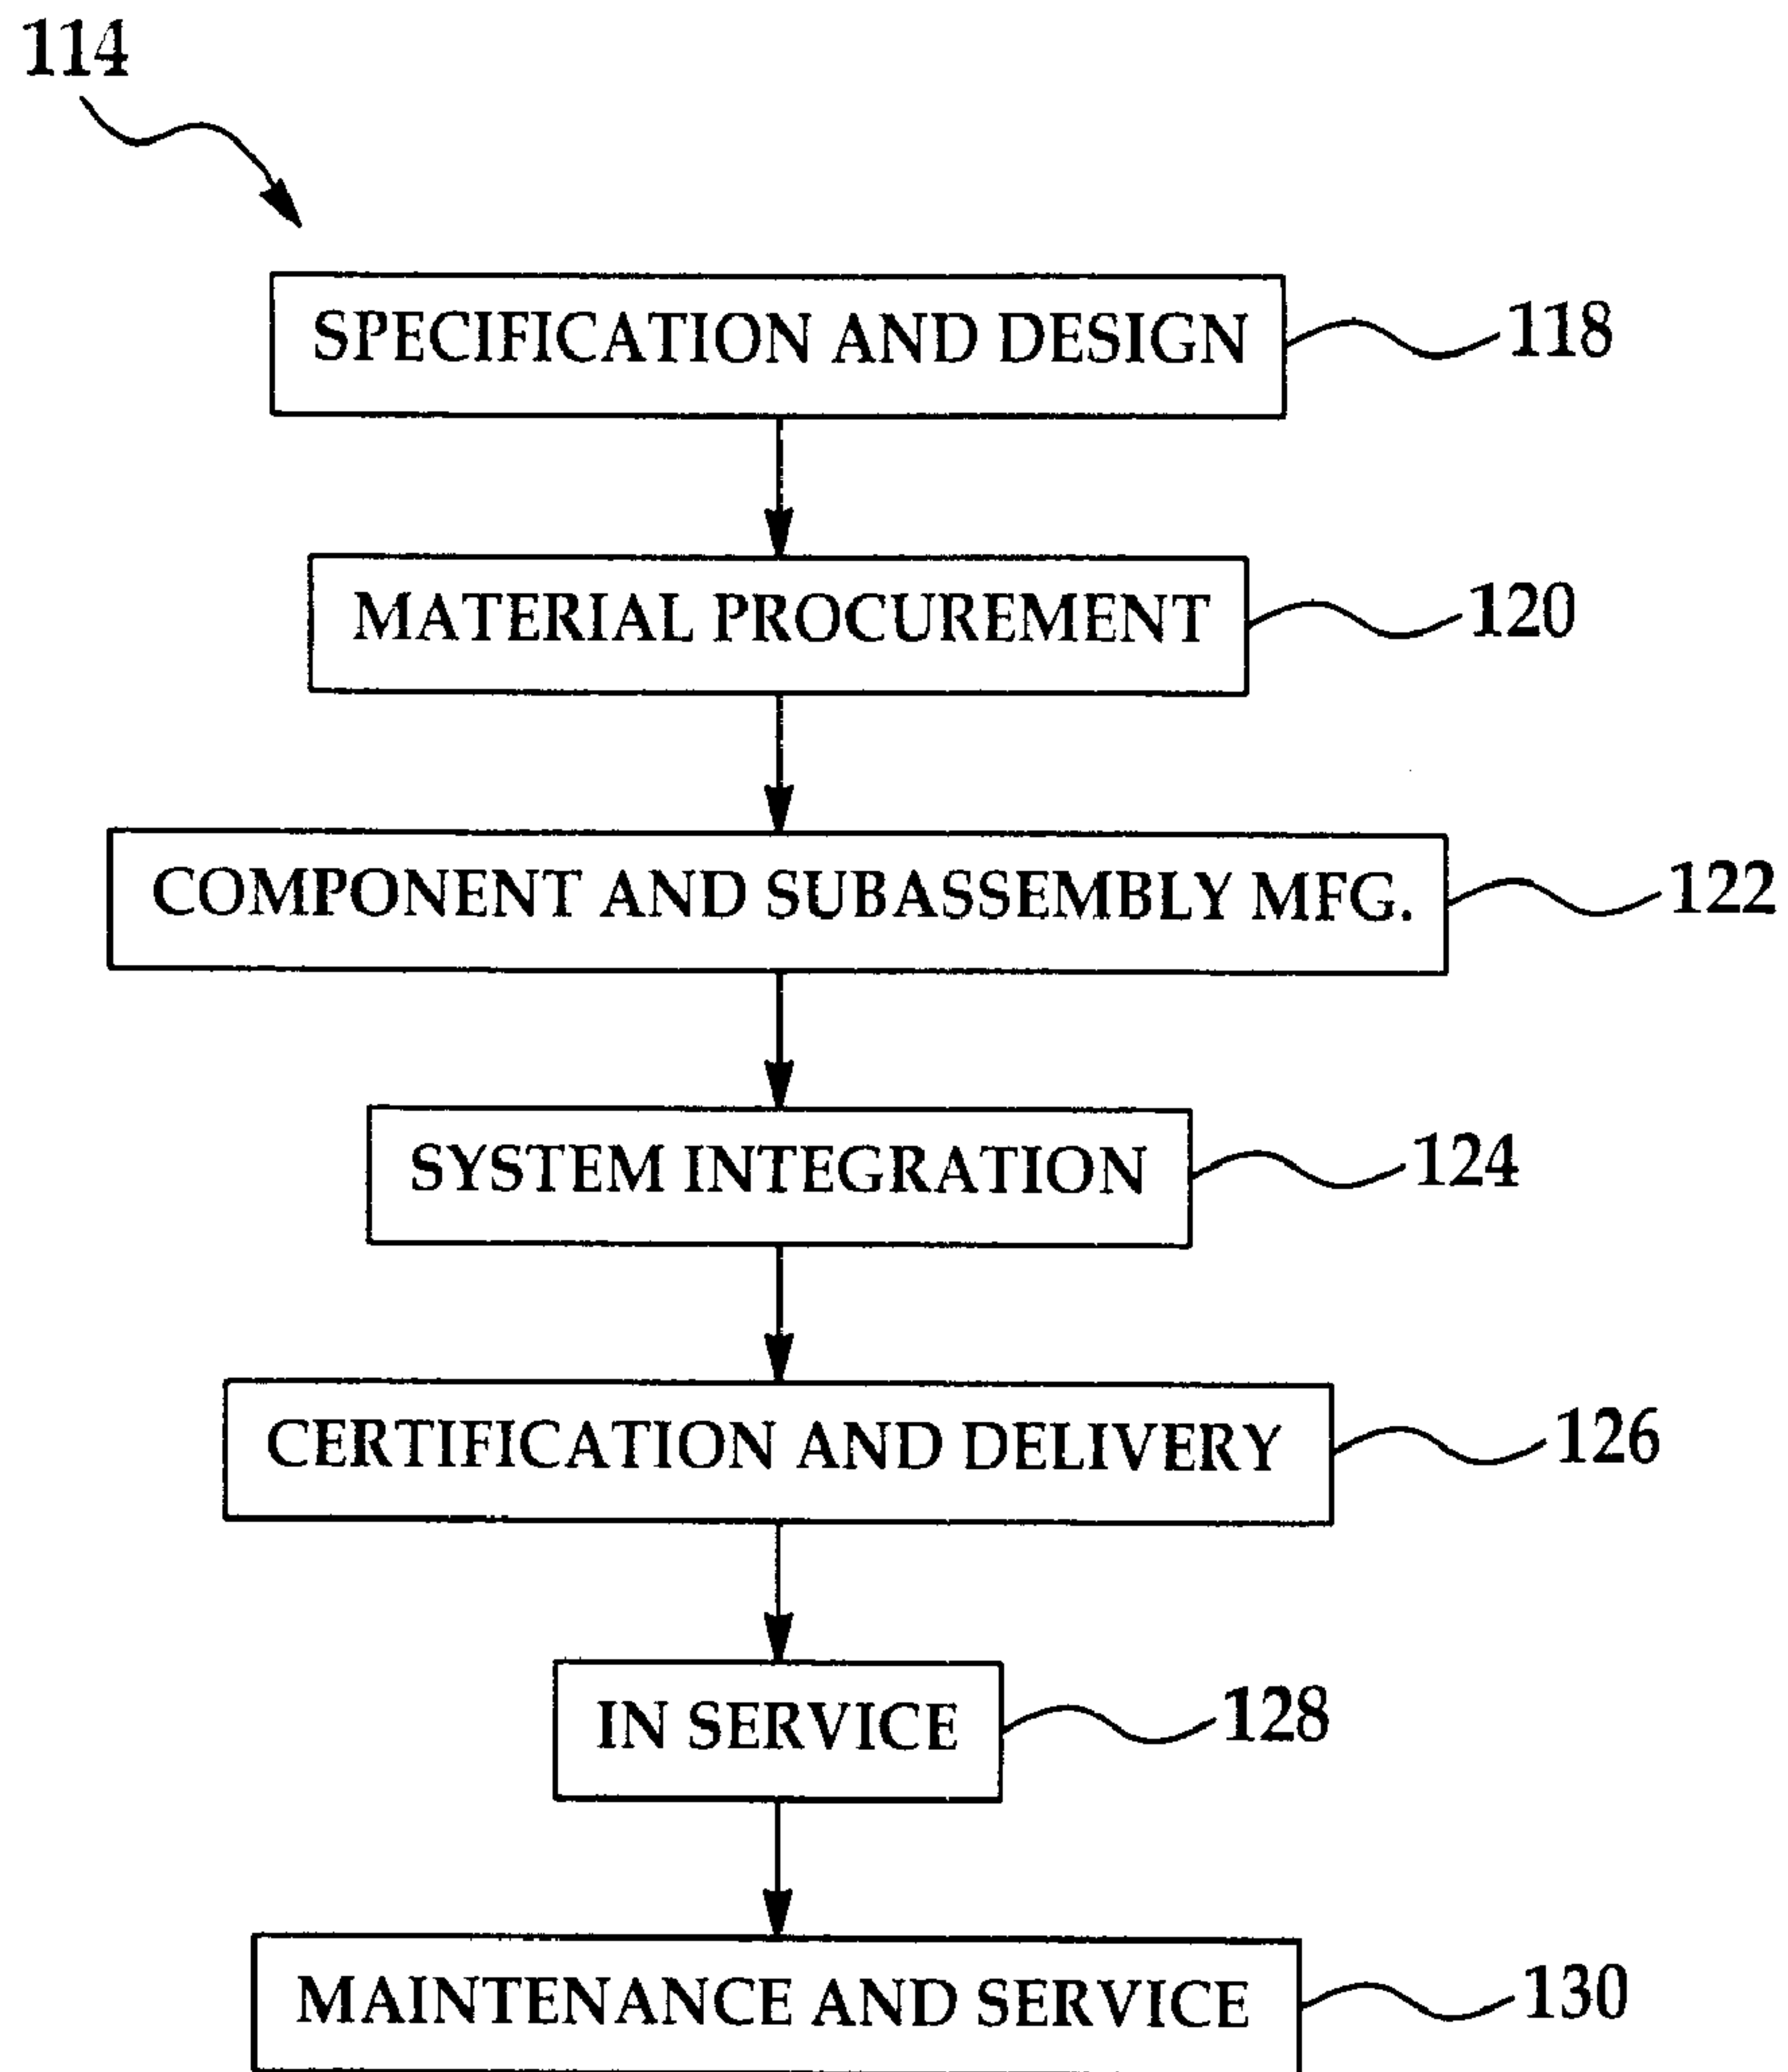 114
SPECIFICATION AND DESIGN 118
MATERIAL PROCUREMENT 120
COMPONENT AND SUBASSEMBLY MFG. 122
SYSTEM INTEGRATION 124
CERTIFICATION AND DELIVERY 126
IN SERVICE 128
MAINTENANCE AND SERVICE 130